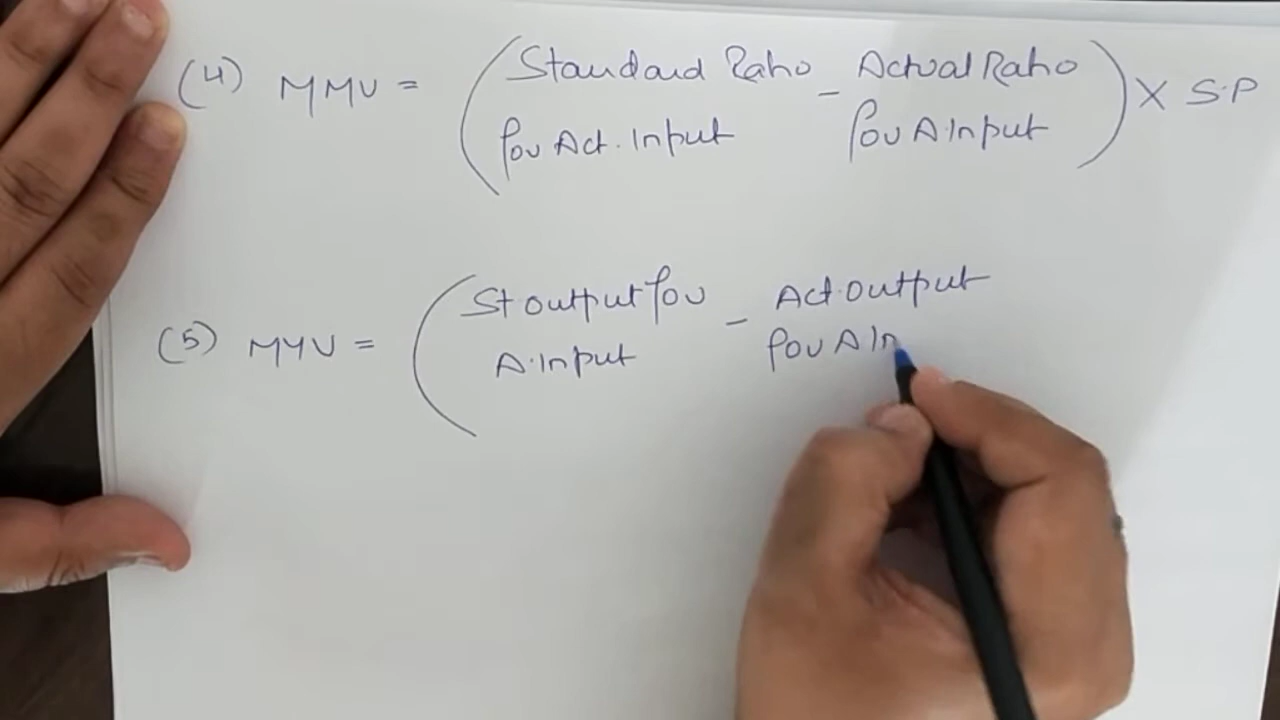 (4) MMV = (Standard Ratio for Act. Input - Actual Ratio for A.Input) X S.P
(5) MYV = (St output for A.Input - Act.output for A In